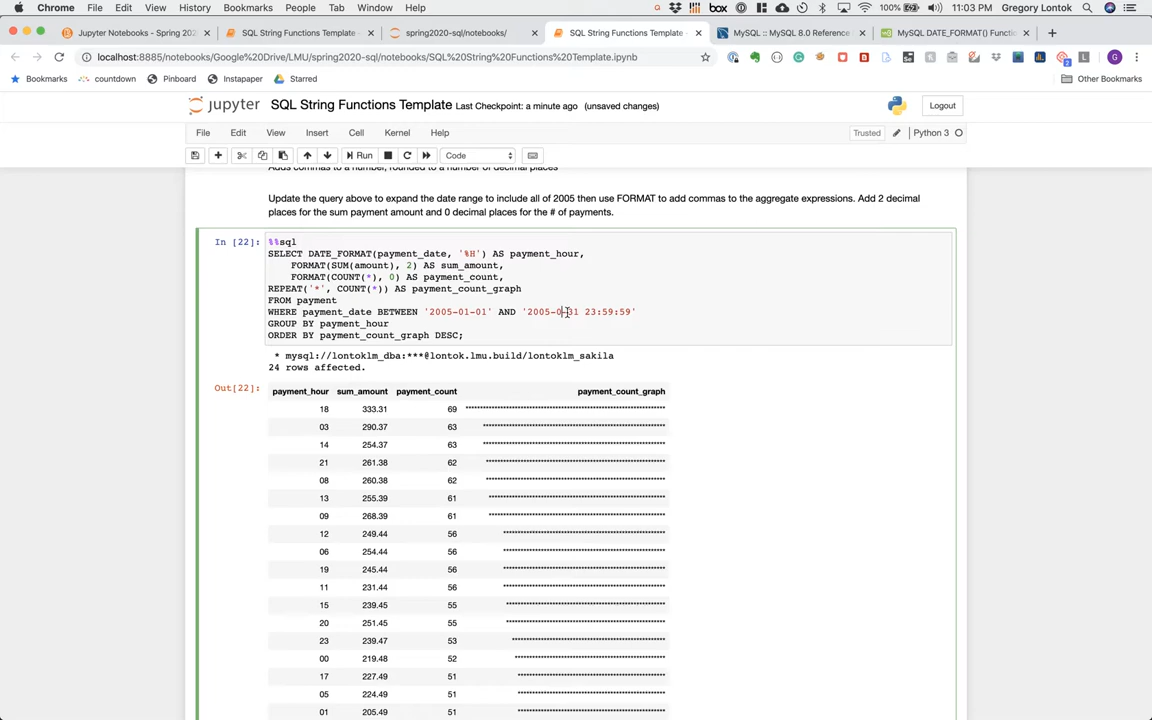 Chrome File Edit View History Bookmarks People Tab Window Help
100% 11:03 PM Gregory Lontok
Jupyter Notebooks - Spring 202
SQL String Functions Template -
spring2020-sql/notebooks/
SQL String Functions Template -
MySQL :: MySQL 8.0 Reference
MySQL DATE_FORMAT() Functi
localhost:8885/notebooks/Google%20Drive/LMU/spring2020-sql/notebooks/SQL%20String%20Functions%20Template.ipynb
Bookmarks countdown Pinboard Instapaper Starred Other Bookmarks
jupyter SQL String Functions Template Last Checkpoint: a minute ago (unsaved changes) Logout
File Edit View Insert Cell Kernel Help Trusted Python 3
Run Code
Adds commas to a number, rounded to a number of decimal places
Update the query above to expand the date range to include all of 2005 then use FORMAT to add commas to the aggregate expressions. Add 2 decimal
places for the sum payment amount and 0 decimal places for the # of payments.
In [22]: %%sql
SELECT DATE_FORMAT(payment_date, '%H') AS payment_hour,
FORMAT(SUM(amount), 2) AS sum_amount,
FORMAT(COUNT(*), 0) AS payment_count,
REPEAT('*', COUNT(*)) AS payment_count_graph
FROM payment
WHERE payment_date BETWEEN '2005-01-01' AND '2005-0-31 23:59:59'
GROUP BY payment_hour
ORDER BY payment_count_graph DESC;
* mysql://lontoklm_dba:***@lontok.lmu.build/lontoklm_sakila
24 rows affected.
Out[22]:
payment_hour sum_amount payment_count payment_count_graph
18 333.31 69 *********************************************************************
03 290.37 63 ***************************************************************
14 254.37 63 ***************************************************************
21 261.38 62 **************************************************************
08 260.38 62 **************************************************************
13 255.39 61 *************************************************************
09 268.39 61 *************************************************************
12 249.44 56 ********************************************************
06 254.44 56 ********************************************************
19 245.44 56 ********************************************************
11 231.44 56 ********************************************************
15 239.45 55 *******************************************************
20 251.45 55 *******************************************************
23 239.47 53 *****************************************************
00 219.48 52 ****************************************************
17 227.49 51 ***************************************************
05 224.49 51 ***************************************************
01 205.49 51 ***************************************************